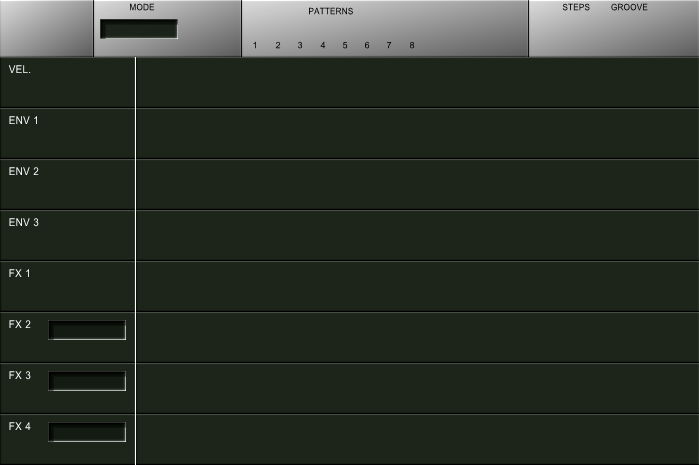 MODE
PATTERNS
STEPS GROOVE
1 2 3 4 5 6 7 8
VEL.
ENV 1
ENV 2
ENV 3
FX 1
FX 2
FX 3
FX 4